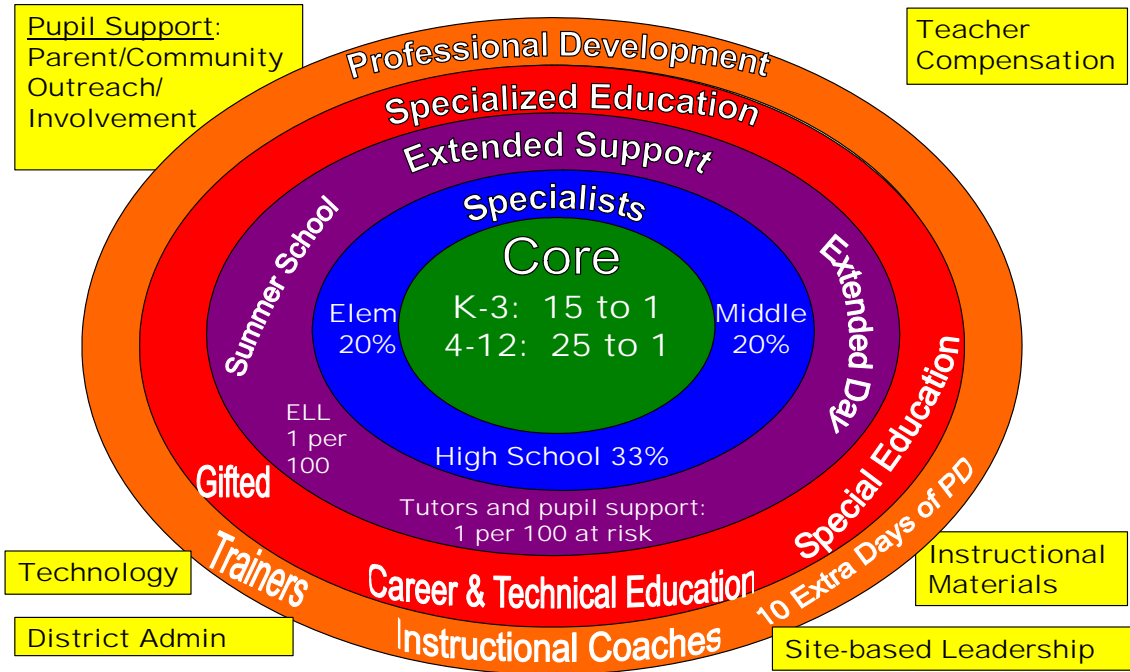 Pupil Support:
Parent/Community
Outreach/
Involvement
Teacher
Compensation
Professional Development
Specialized Education
Extended Support
Specialists
Core
K-3: 15 to 1
4-12: 25 to 1
Summer School
Elem
20%
Middle
20%
Extended Day
ELL
1 per
100
High School 33%
Gifted
Tutors and pupil support:
1 per 100 at risk
Special Education
Trainers
Career & Technical Education
10 Extra Days of PD
Instructional Coaches
Technology
District Admin
Instructional
Materials
Site-based Leadership